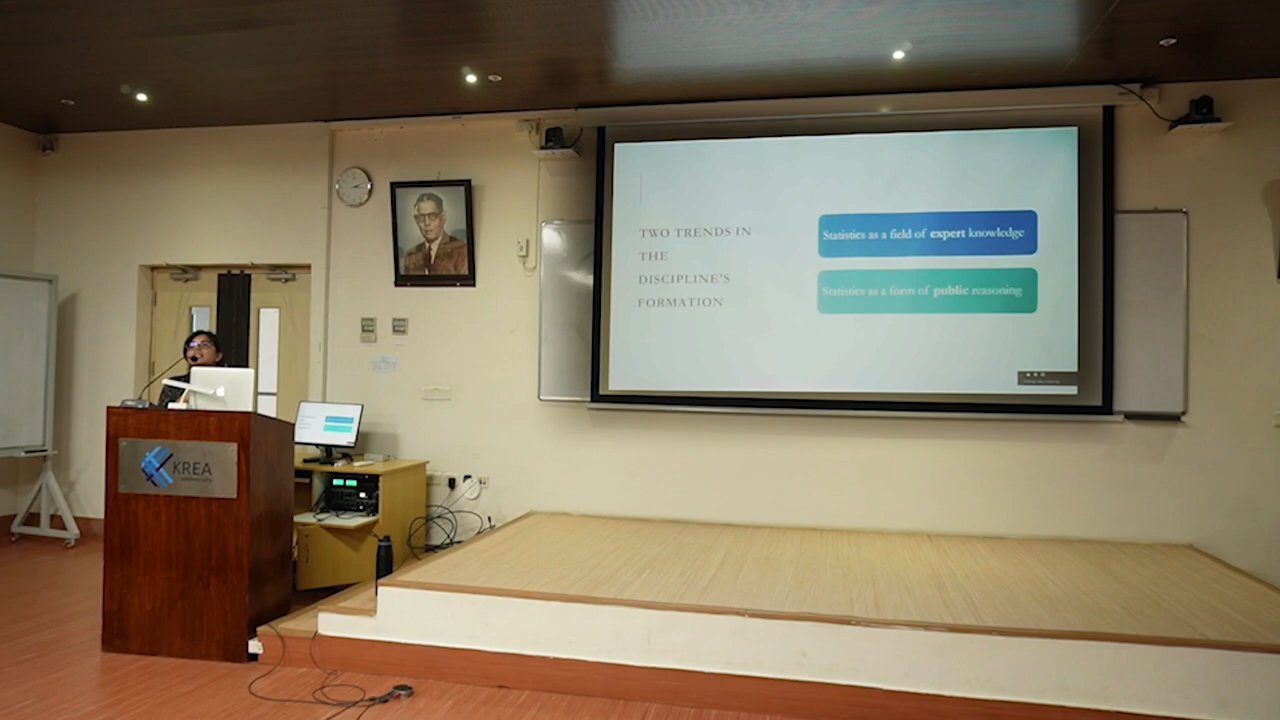 TWO TRENDS IN
THE
DISCIPLINE'S
FORMATION
Statistics as a field of expert knowledge
Statistics as a form of public reasoning
KREA
university